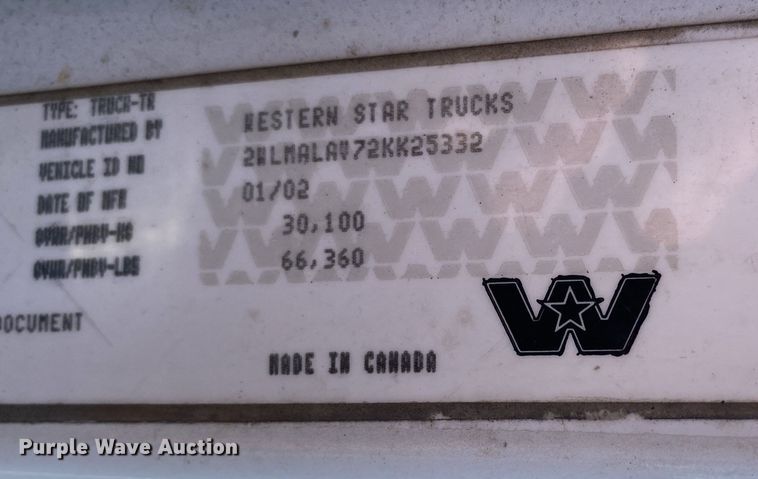 TYPE: TRUCK-TR
MANUFACTURED BY WESTERN STAR TRUCKS
VEHICLE ID NO 2WLMALAV72KK25332
DATE OF MFR 01/02
GVWR/PNBV-KG 30,100
GVWR/PNBV-LBS 66,360
DOCUMENT
MADE IN CANADA
Purple Wave Auction